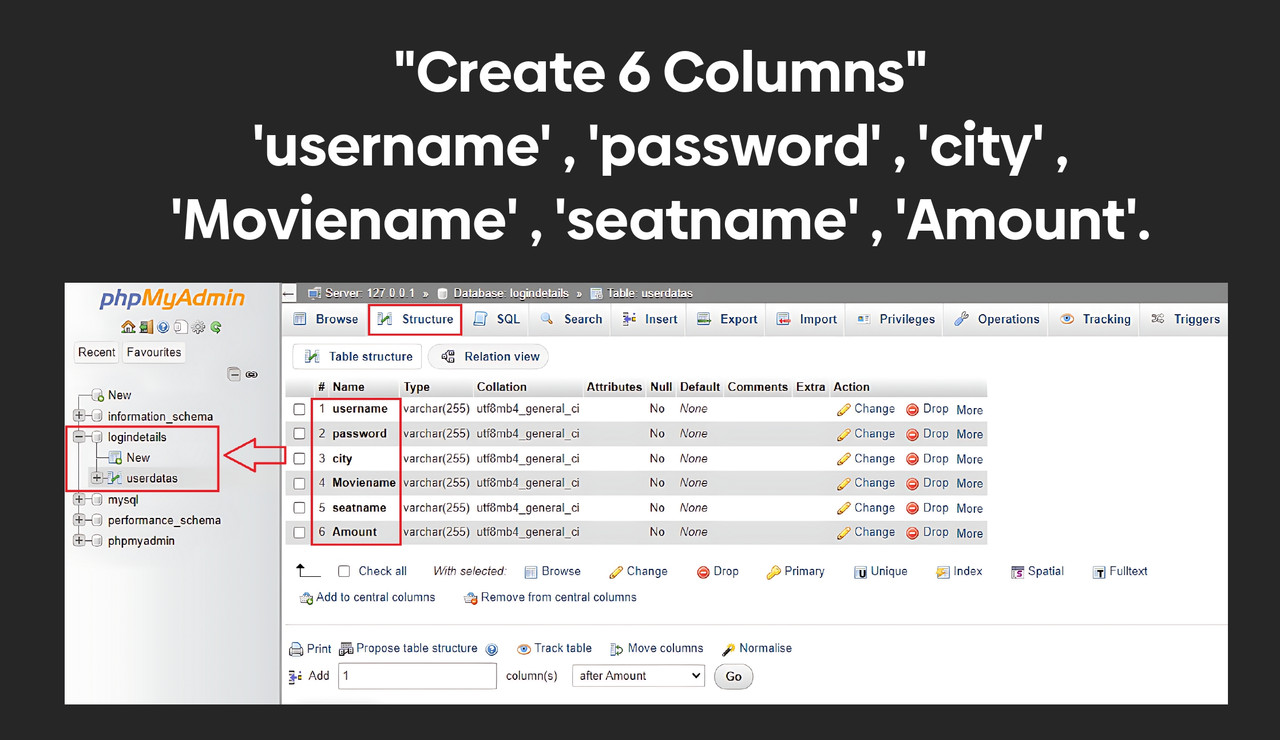 "Create 6 Columns"
'username' , 'password' , 'city' ,
'Moviename' , 'seatname' , 'Amount'.
phpMyAdmin
Recent Favourites
New
information_schema
logindetails
New
userdatas
mysql
performance_schema
phpmyadmin
Server: 127.0.0.1 » Database: logindetails » Table: userdatas
Browse Structure SQL Search Insert Export Import Privileges Operations Tracking Triggers
Table structure Relation view
# Name Type Collation Attributes Null Default Comments Extra Action
1 username varchar(255) utf8mb4_general_ci No None Change Drop More
2 password varchar(255) utf8mb4_general_ci No None Change Drop More
3 city varchar(255) utf8mb4_general_ci No None Change Drop More
4 Moviename varchar(255) utf8mb4_general_ci No None Change Drop More
5 seatname varchar(255) utf8mb4_general_ci No None Change Drop More
6 Amount varchar(255) utf8mb4_general_ci No None Change Drop More
Check all With selected: Browse Change Drop Primary Unique Index Spatial Fulltext
Add to central columns Remove from central columns
Print Propose table structure Track table Move columns Normalise
Add 1 column(s) after Amount Go